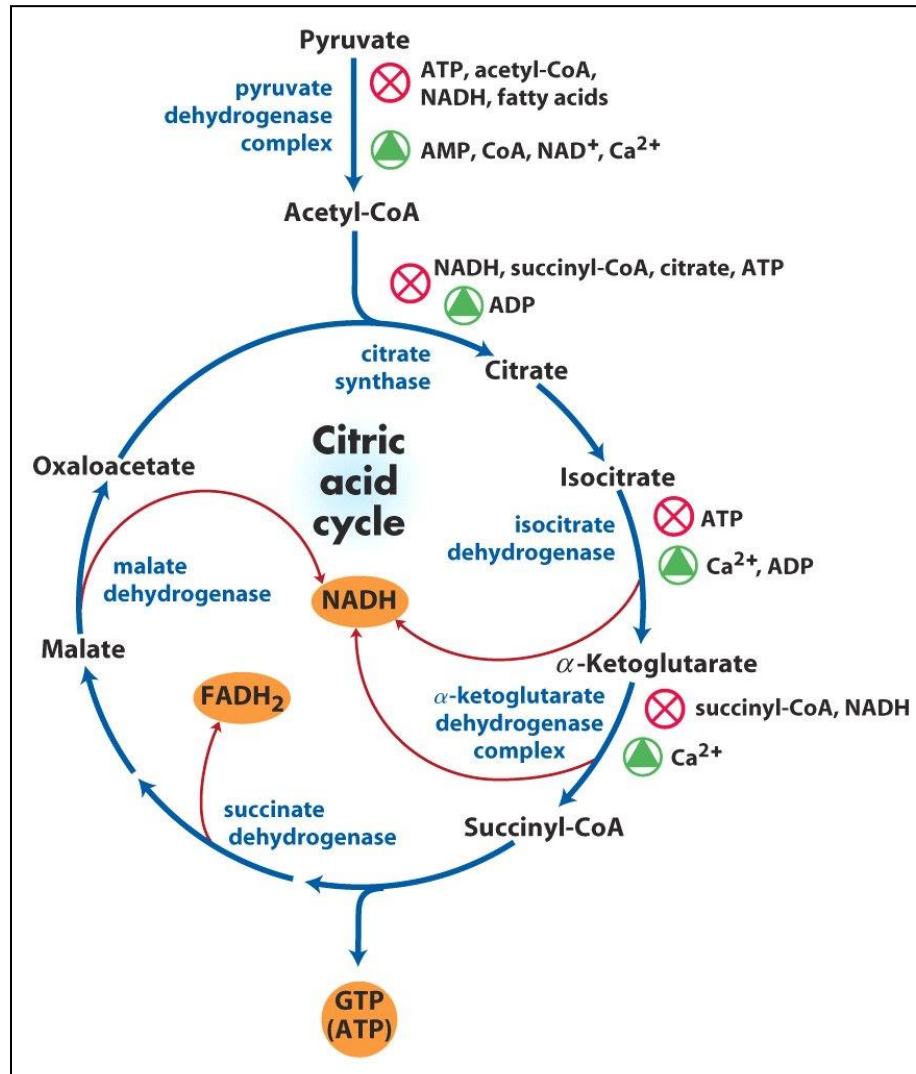 Pyruvate
ATP, acetyl-CoA,
NADH, fatty acids
pyruvate
dehydrogenase
complex
AMP, CoA, NAD⁺, Ca²⁺
Acetyl-CoA
NADH, succinyl-CoA, citrate, ATP
ADP
citrate
synthase
Citrate
Citric
acid
cycle
Oxaloacetate
Isocitrate
ATP
isocitrate
dehydrogenase
Ca²⁺, ADP
malate
dehydrogenase
NADH
Malate
α-Ketoglutarate
FADH₂
α-ketoglutarate
dehydrogenase
complex
succinyl-CoA, NADH
Ca²⁺
succinate
dehydrogenase
Succinyl-CoA
GTP
(ATP)